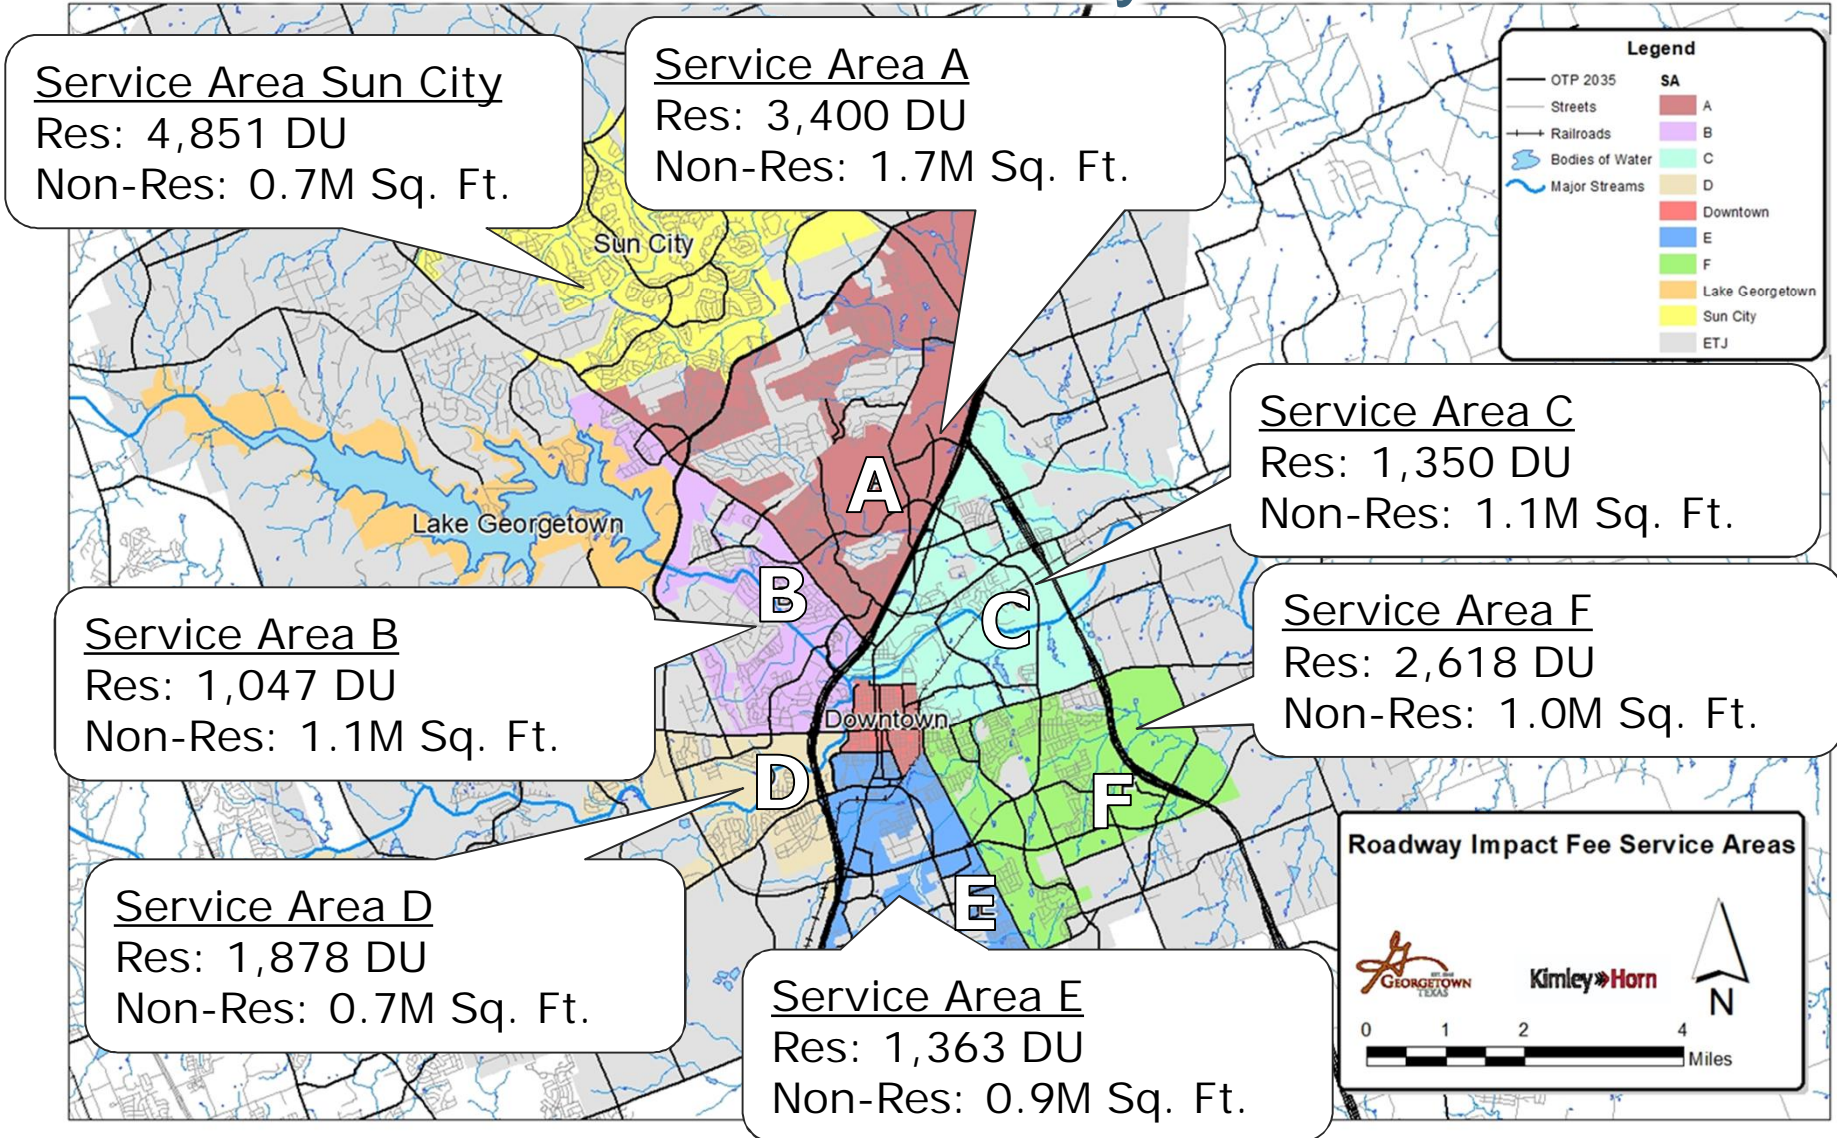 Service Area Sun City
Res: 4,851 DU
Non-Res: 0.7M Sq. Ft.
Service Area A
Res: 3,400 DU
Non-Res: 1.7M Sq. Ft.
Legend
OTP 2035
Streets
Railroads
Bodies of Water
Major Streams
SA
A
B
C
D
Downtown
E
F
Lake Georgetown
Sun City
ETJ
Sun City
Service Area C
Res: 1,350 DU
Non-Res: 1.1M Sq. Ft.
A
Lake Georgetown
B
C
Service Area B
Res: 1,047 DU
Non-Res: 1.1M Sq. Ft.
Service Area F
Res: 2,618 DU
Non-Res: 1.0M Sq. Ft.
Downtown
D
F
E
Service Area D
Res: 1,878 DU
Non-Res: 0.7M Sq. Ft.
Service Area E
Res: 1,363 DU
Non-Res: 0.9M Sq. Ft.
Roadway Impact Fee Service Areas
GEORGETOWN
TEXAS
Kimley»Horn
N
0 1 2 4
Miles